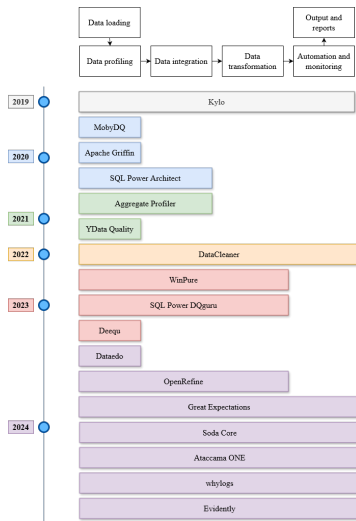 Data loading
Output and
reports
Data profiling
Data integration
Data
transformation
Automation and
monitoring
2019
Kylo
MobyDQ
2020
Apache Griffin
SQL Power Architect
Aggregate Profiler
2021
YData Quality
2022
DataCleaner
WinPure
2023
SQL Power DQguru
Deequ
Dataedo
OpenRefine
Great Expectations
2024
Soda Core
Ataccama ONE
whylogs
Evidently